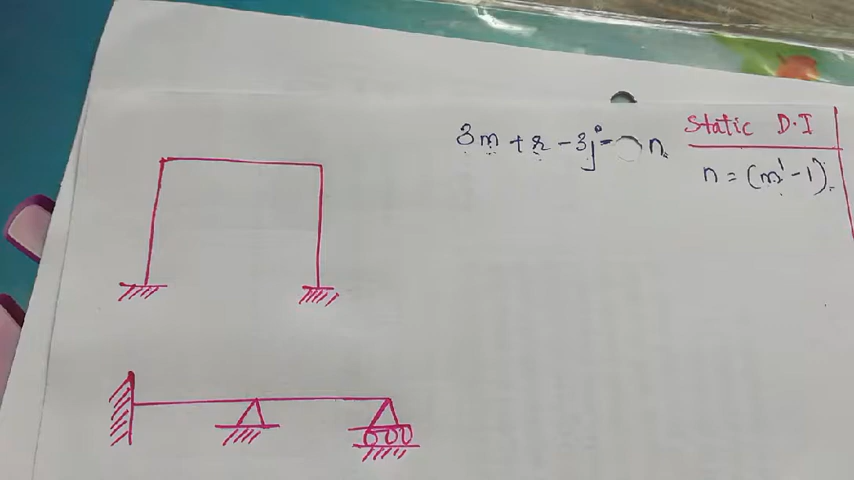 3m + r - 3j - n
Static D.I
n = (m' - 1)